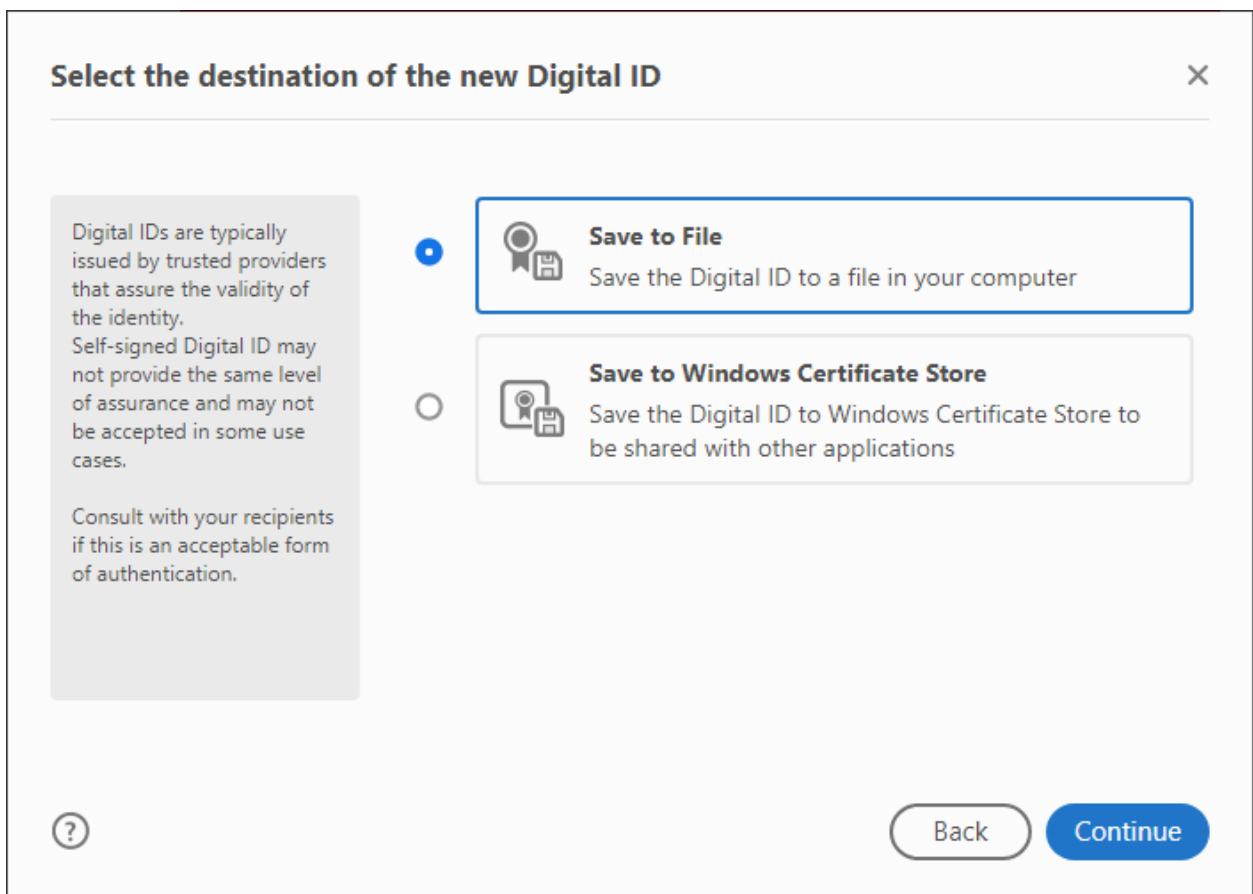 Select the destination of the new Digital ID
Digital IDs are typically
issued by trusted providers
that assure the validity of
the identity.
Self-signed Digital ID may
not provide the same level
of assurance and may not
be accepted in some use
cases.
Consult with your recipients
if this is an acceptable form
of authentication.
Save to File
Save the Digital ID to a file in your computer
Save to Windows Certificate Store
Save the Digital ID to Windows Certificate Store to
be shared with other applications
?
Back
Continue